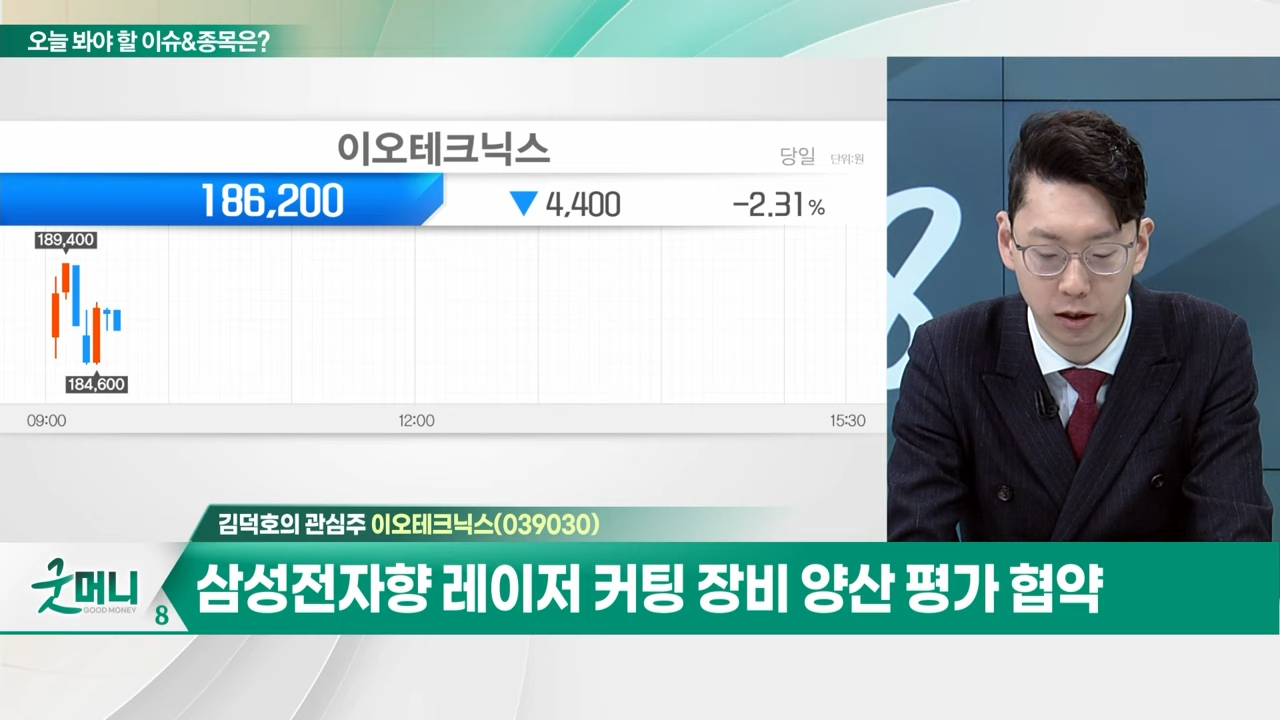 오늘 봐야 할 이슈&종목은?
이오테크닉스
당일 단위:원
186,200 ▼ 4,400 -2.31%
189,400
184,600
09:00 12:00 15:30
김덕호의 관심주 이오테크닉스(039030)
굿머니
GOOD MONEY
8
삼성전자향 레이저 커팅 장비 양산 평가 협약